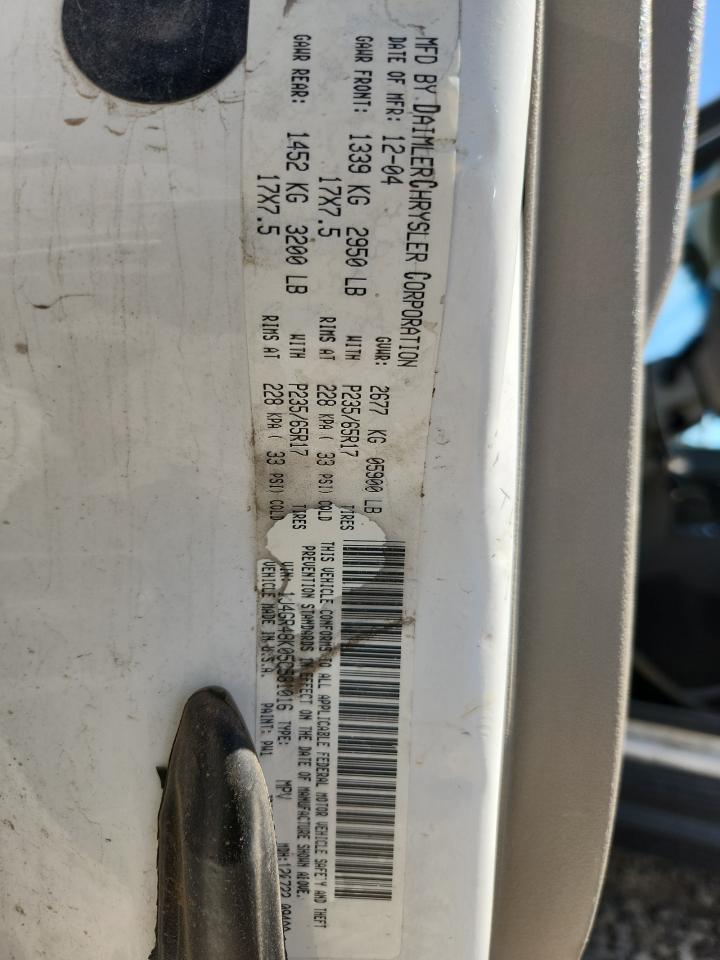 MFD BY DAIMLERCHRYSLER CORPORATION
DATE OF MFR: 12-04 GVWR: 2677 KG 05900 LB
GAWR FRONT: 1339 KG 2950 LB WITH P235/65R17 TIRES
17X7.5 RIMS AT 228 KPA ( 33 PSI) COLD
GAWR REAR: 1452 KG 3200 LB WITH P235/65R17 TIRES
17X7.5 RIMS AT 228 KPA ( 33 PSI) COLD
THIS VEHICLE CONFORMS TO ALL APPLICABLE FEDERAL MOTOR VEHICLE SAFETY AND THEFT
PREVENTION STANDARDS IN EFFECT ON THE DATE OF MANUFACTURE SHOWN ABOVE.
VIN: 1J4GR48K05C581016 TYPE: MPV
VEHICLE MADE IN U.S.A. PAINT: PW1